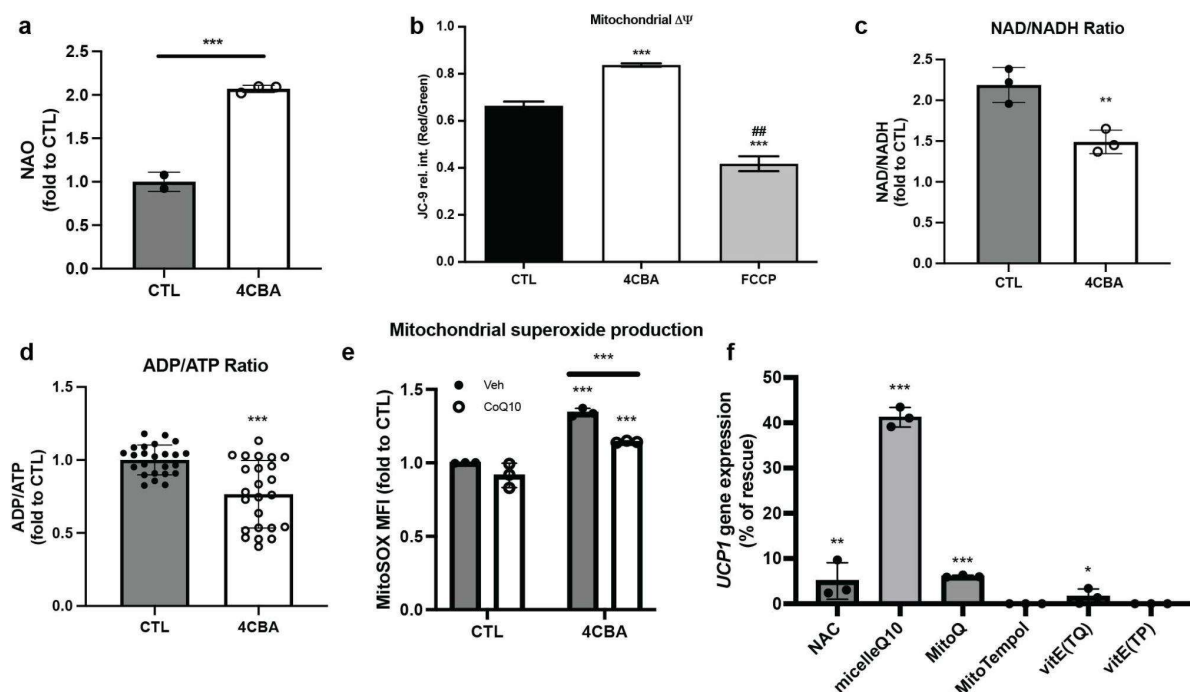 a
***
NAO
(fold to CTL)
2.5
2.0
1.5
1.0
0.5
0.0
CTL
4CBA
b
Mitochondrial ΔΨ
JC-9 rel. int. (Red/Green)
1.0
0.8
0.6
0.4
0.2
0.0
***
##
***
CTL
4CBA
FCCP
c
NAD/NADH Ratio
NAD/NADH
(fold to CTL)
2.5
2.0
1.5
1.0
0.5
0.0
**
CTL
4CBA
d
ADP/ATP Ratio
ADP/ATP
(fold to CTL)
1.5
1.0
0.5
0.0
***
CTL
4CBA
e
Mitochondrial superoxide production
MitoSOX MFI (fold to CTL)
1.5
1.0
0.5
0.0
Veh
CoQ10
***
***
***
CTL
4CBA
f
UCP1 gene expression
(% of rescue)
50
40
30
20
10
0
**
***
***
*
NAC
micelleQ10
MitoQ
MitoTempol
vitE(TQ)
vitE(TP)